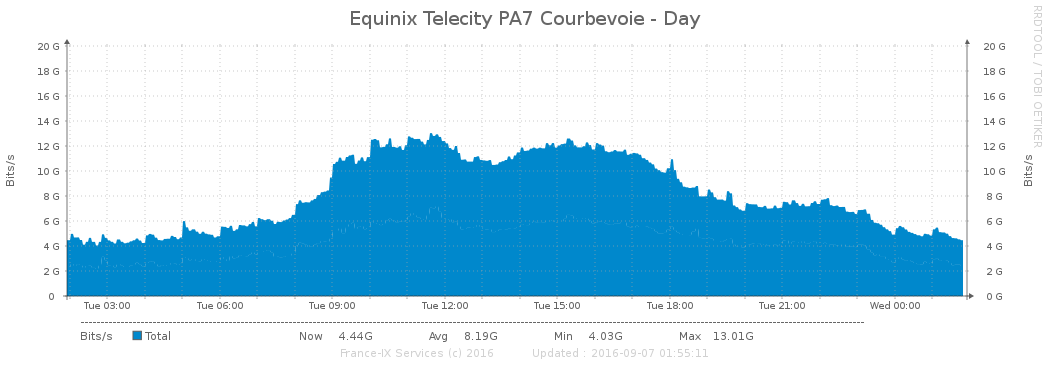 Equinix Telecity PA7 Courbevoie - Day
RRDTOOL / TOBI OETIKER
Bits/s
20 G 20 G
18 G 18 G
16 G 16 G
14 G 14 G
12 G 12 G
10 G 10 G
8 G 8 G
6 G 6 G
4 G 4 G
2 G 2 G
0 0 G
Bits/s
Tue 03:00 Tue 06:00 Tue 09:00 Tue 12:00 Tue 15:00 Tue 18:00 Tue 21:00 Wed 00:00
Bits/s Total Now 4.44G Avg 8.19G Min 4.03G Max 13.01G
France-IX Services (c) 2016 Updated : 2016-09-07 01:55:11